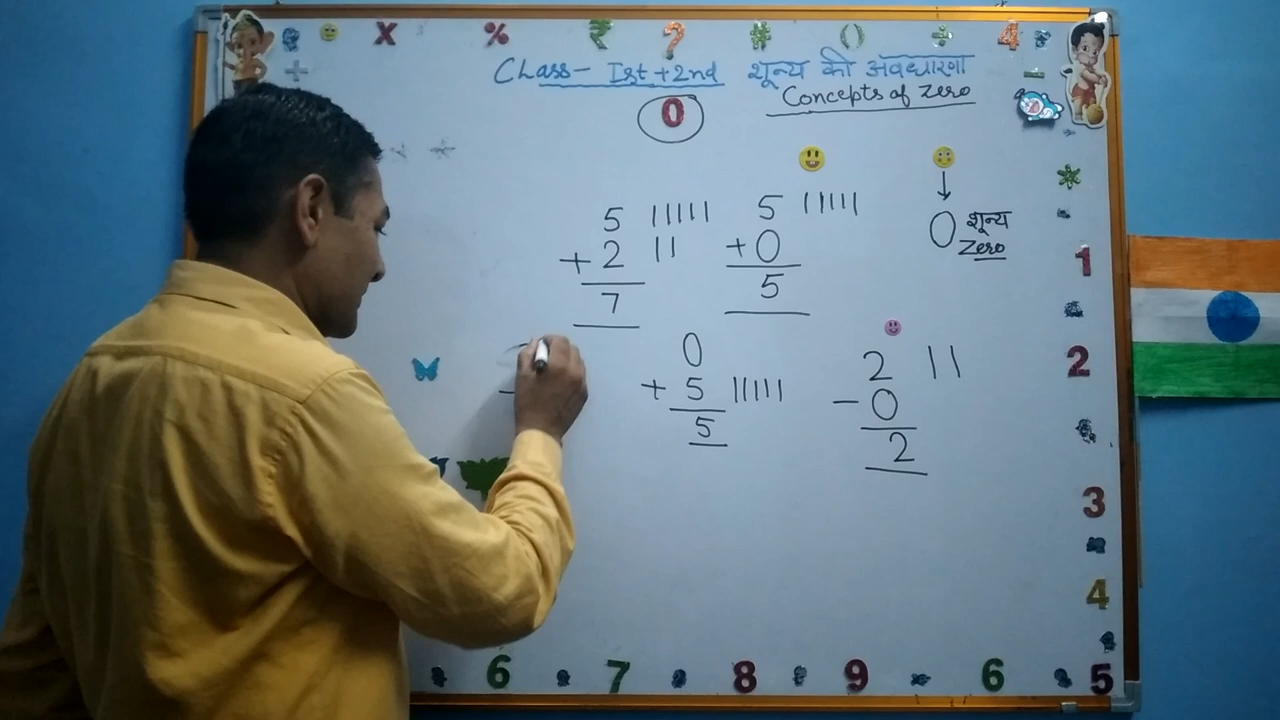 x % ₹ ? # () ÷ 4
Class- Ist + 2nd शून्य की अवधारणा
Concepts of Zero
0
5 ||||| 5 |||||
+ 2 || + 0
7 5
0 शून्य
Zero
0
+ 5 |||||
5
2 ||
- 0
2
-
1
2
3
4
5
6 7 8 9 6